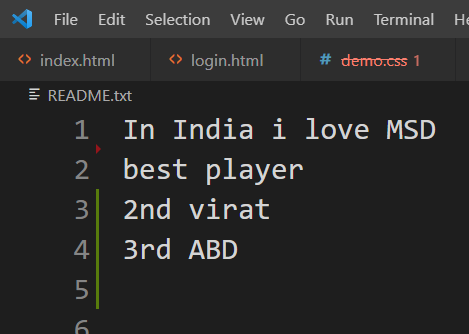 File Edit Selection View Go Run Terminal
index.html login.html demo.css 1
README.txt
1 In India i love MSD
2 best player
3 2nd virat
4 3rd ABD
5
6